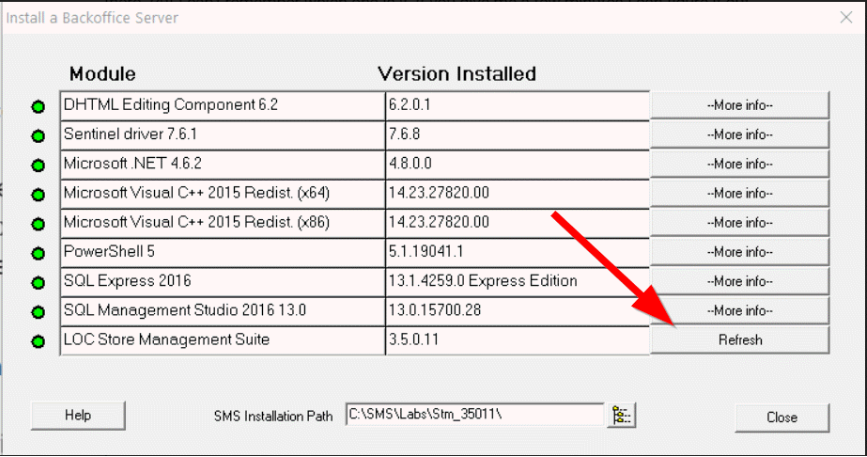 Install a Backoffice Server
Module Version Installed
DHTML Editing Component 6.2 6.2.0.1 --More info--
Sentinel driver 7.6.1 7.6.8 --More info--
Microsoft .NET 4.6.2 4.8.0.0 --More info--
Microsoft Visual C++ 2015 Redist. (x64) 14.23.27820.00 --More info--
Microsoft Visual C++ 2015 Redist. (x86) 14.23.27820.00 --More info--
PowerShell 5 5.1.19041.1 --More info--
SQL Express 2016 13.1.4259.0 Express Edition --More info--
SQL Management Studio 2016 13.0 13.0.15700.28 --More info--
LOC Store Management Suite 3.5.0.11 Refresh
Help SMS Installation Path C:\SMS\Labs\Stm_35011\ Close